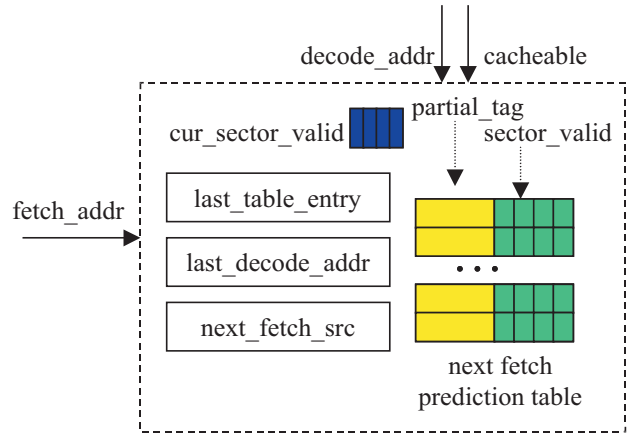 decode_addr
cacheable
partial_tag
cur_sector_valid
sector_valid
fetch_addr
last_table_entry
last_decode_addr
• • •
next_fetch_src
next fetch
prediction table